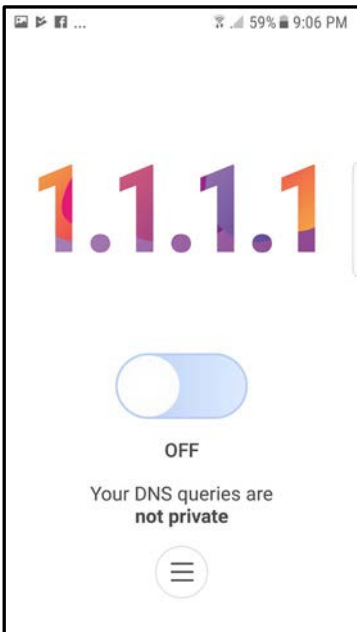 ... 59% 9:06 PM
1.1.1.1
OFF
Your DNS queries are
not private